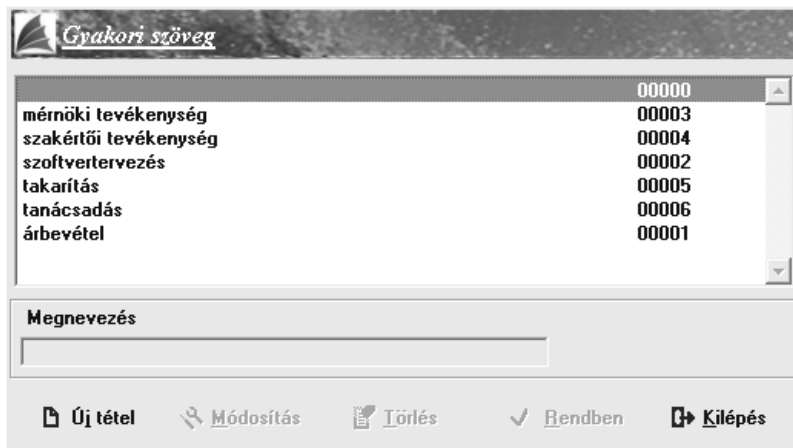 Gyakori szöveg
00000
mérnöki tevékenység 00003
szakértői tevékenység 00004
szoftvertervezés 00002
takarítás 00005
tanácsadás 00006
árbevétel 00001
Megnevezés
Új tétel Módosítás Törlés Rendben Kilépés